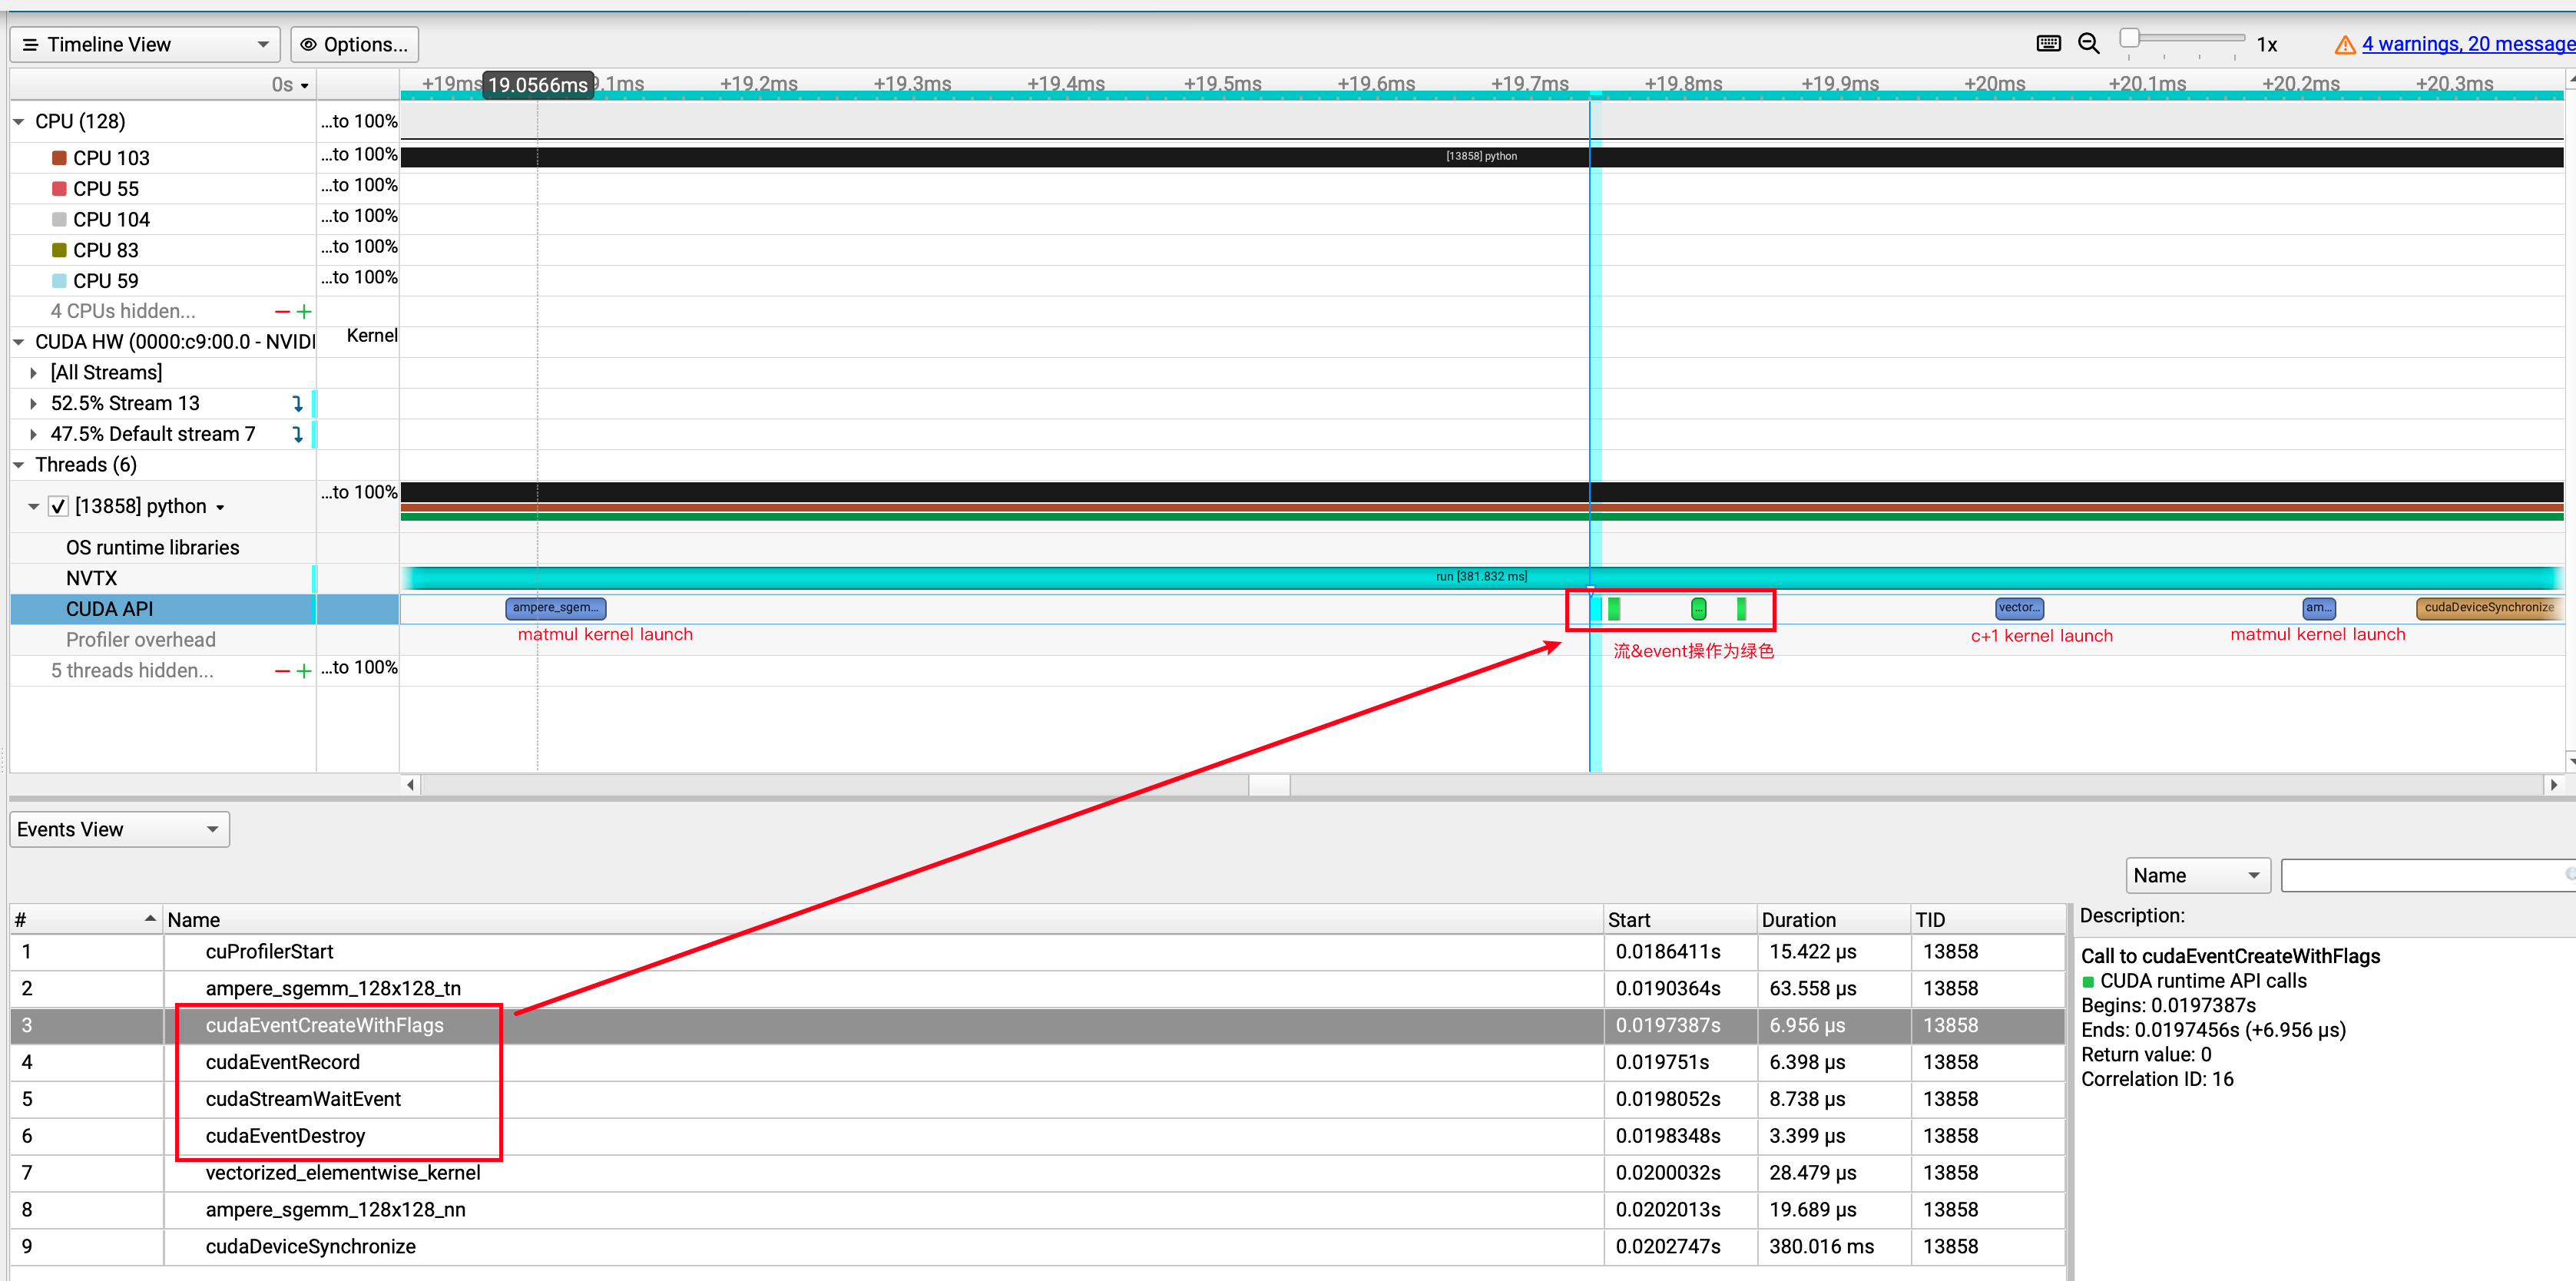 Timeline View
Options...
1x
4 warnings, 20 message
0s
+19ms
19.0566ms
9.1ms
+19.2ms
+19.3ms
+19.4ms
+19.5ms
+19.6ms
+19.7ms
+19.8ms
+19.9ms
+20ms
+20.1ms
+20.2ms
+20.3ms
CPU (128)
...to 100%
CPU 103
...to 100%
[13858] python
CPU 55
...to 100%
CPU 104
...to 100%
CPU 83
...to 100%
CPU 59
...to 100%
4 CPUs hidden...
CUDA HW (0000:c9:00.0 - NVIDI
Kernel
[All Streams]
52.5% Stream 13
47.5% Default stream 7
Threads (6)
[13858] python
...to 100%
OS runtime libraries
NVTX
run [381.832 ms]
CUDA API
ampere_sgem...
...
vector...
am...
cudaDeviceSynchronize
Profiler overhead
matmul kernel launch
流&event操作为绿色
c+1 kernel launch
matmul kernel launch
5 threads hidden...
...to 100%
Events View
Name
# Name Start Duration TID
1 cuProfilerStart 0.0186411s 15.422 μs 13858
2 ampere_sgemm_128x128_tn 0.0190364s 63.558 μs 13858
3 cudaEventCreateWithFlags 0.0197387s 6.956 μs 13858
4 cudaEventRecord 0.019751s 6.398 μs 13858
5 cudaStreamWaitEvent 0.0198052s 8.738 μs 13858
6 cudaEventDestroy 0.0198348s 3.399 μs 13858
7 vectorized_elementwise_kernel 0.0200032s 28.479 μs 13858
8 ampere_sgemm_128x128_nn 0.0202013s 19.689 μs 13858
9 cudaDeviceSynchronize 0.0202747s 380.016 ms 13858
Description:
Call to cudaEventCreateWithFlags
CUDA runtime API calls
Begins: 0.0197387s
Ends: 0.0197456s (+6.956 μs)
Return value: 0
Correlation ID: 16